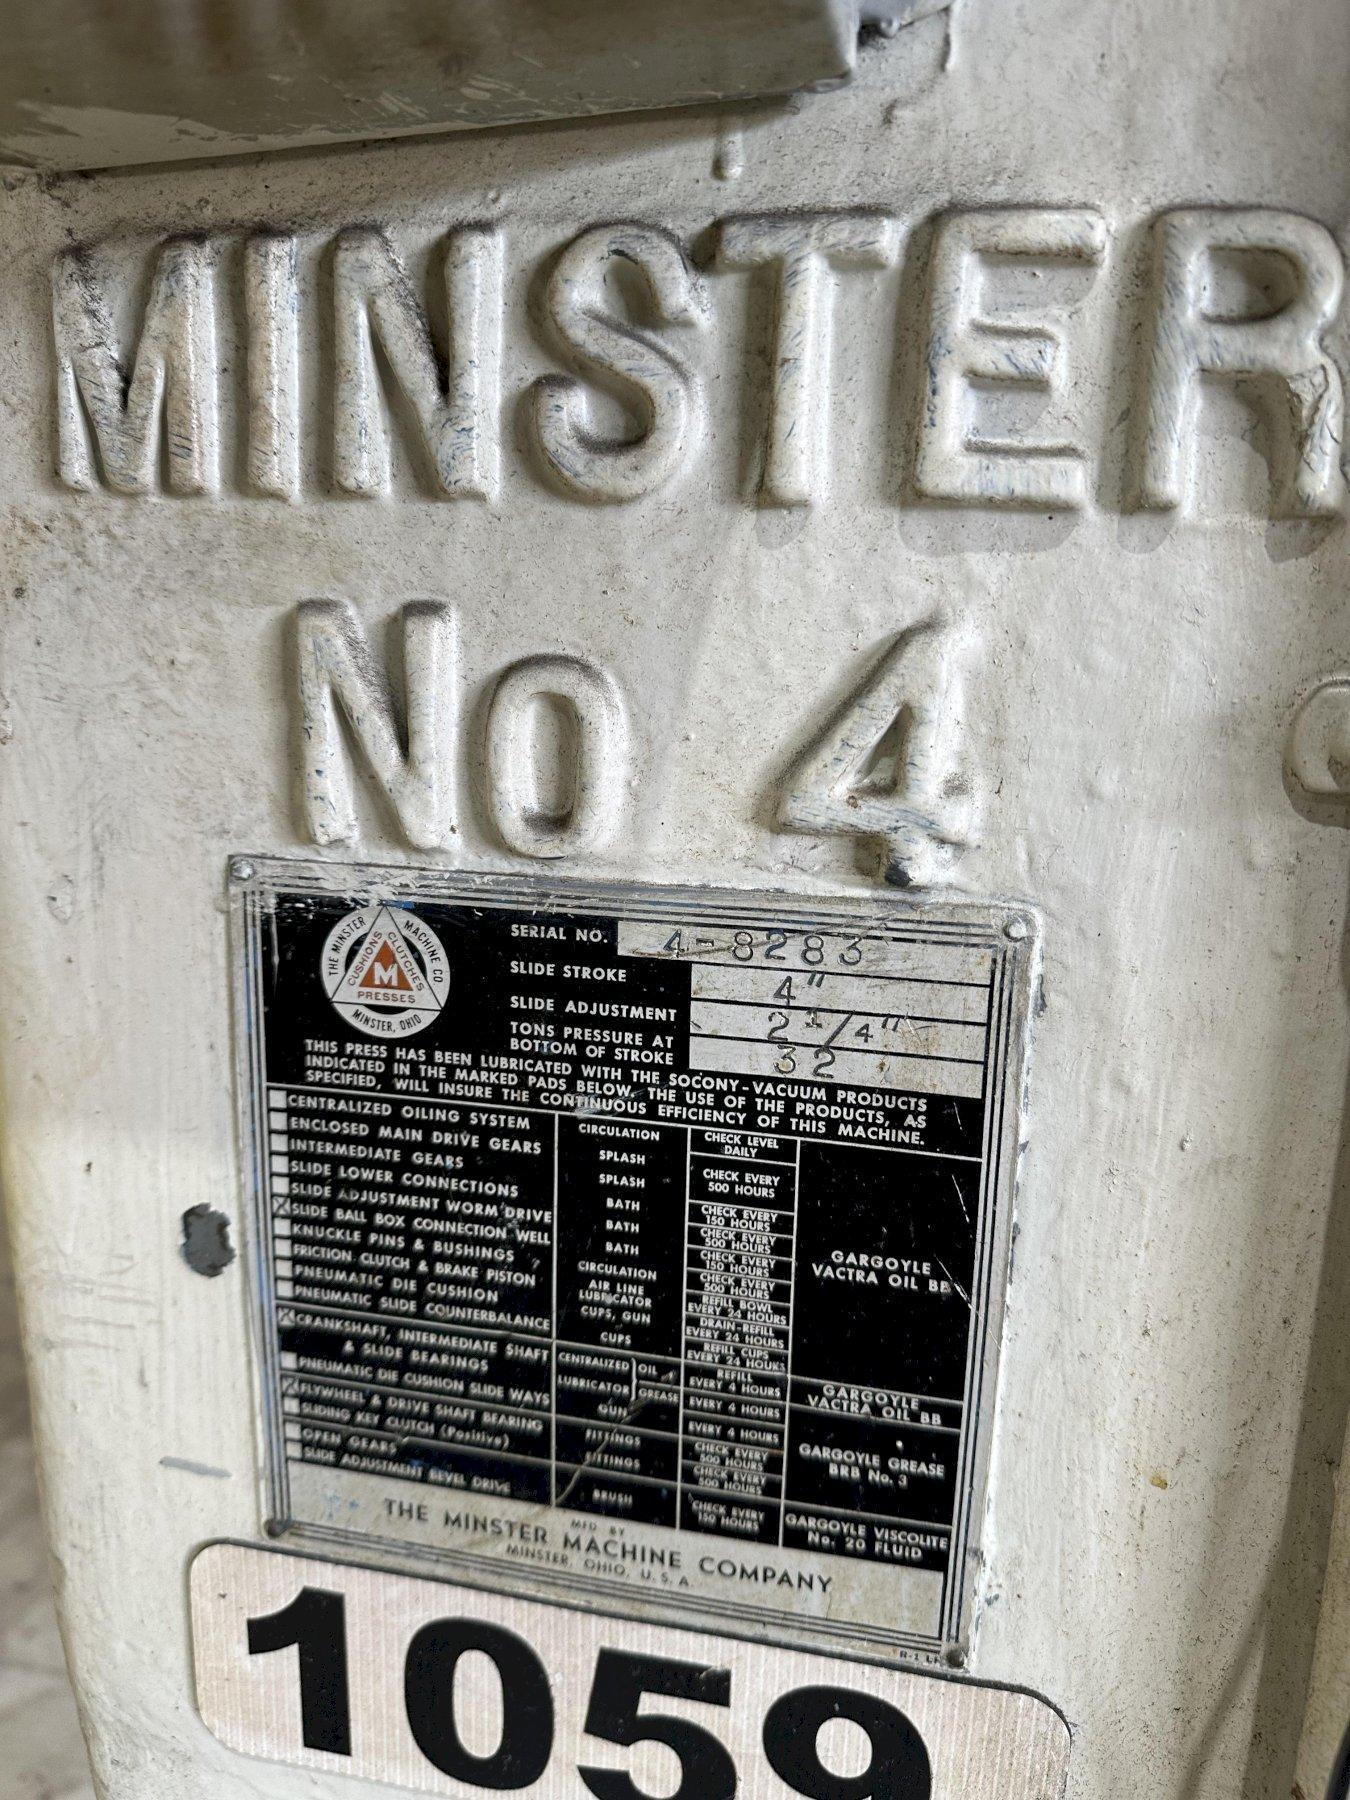 MINSTER
No 4
THE MINSTER MACHINE CO
CUSHIONS CLUTCHES
M
PRESSES
MINSTER, OHIO
SERIAL NO. 4-8283
SLIDE STROKE 4"
SLIDE ADJUSTMENT 2 1/4"
TONS PRESSURE AT
BOTTOM OF STROKE 32
THIS PRESS HAS BEEN LUBRICATED WITH THE SOCONY-VACUUM PRODUCTS
INDICATED IN THE MARKED PADS BELOW. THE USE OF THE PRODUCTS, AS
SPECIFIED, WILL INSURE THE CONTINUOUS EFFICIENCY OF THIS MACHINE.
CENTRALIZED OILING SYSTEM
ENCLOSED MAIN DRIVE GEARS
INTERMEDIATE GEARS
SLIDE LOWER CONNECTIONS
SLIDE ADJUSTMENT WORM DRIVE
SLIDE BALL BOX CONNECTION WELL
KNUCKLE PINS & BUSHINGS
FRICTION CLUTCH & BRAKE PISTON
PNEUMATIC DIE CUSHION
PNEUMATIC SLIDE COUNTERBALANCE
CRANKSHAFT, INTERMEDIATE SHAFT
& SLIDE BEARINGS
PNEUMATIC DIE CUSHION SLIDE WAYS
FLYWHEEL & DRIVE SHAFT BEARING
SLIDING KEY CLUTCH (Positive)
OPEN GEARS
SLIDE ADJUSTMENT BEVEL DRIVE
CIRCULATION
SPLASH
SPLASH
BATH
BATH
BATH
CIRCULATION
AIR LINE
LUBRICATOR
CUPS, GUN
CUPS
CENTRALIZED OIL
LUBRICATOR GREASE
GUN
FITTINGS
FITTINGS
BRUSH
CHECK LEVEL
DAILY
CHECK EVERY
500 HOURS
CHECK EVERY
150 HOURS
CHECK EVERY
500 HOURS
CHECK EVERY
150 HOURS
CHECK EVERY
500 HOURS
REFILL BOWL
EVERY 24 HOURS
DRAIN-REFILL
EVERY 24 HOURS
REFILL CUPS
EVERY 24 HOURS
REFILL
EVERY 4 HOURS
EVERY 4 HOURS
EVERY 4 HOURS
CHECK EVERY
500 HOURS
CHECK EVERY
500 HOURS
CHECK EVERY
150 HOURS
GARGOYLE
VACTRA OIL BB
GARGOYLE
VACTRA OIL BB
GARGOYLE GREASE
BRB No. 3
GARGOYLE VISCOLITE
No. 20 FLUID
MFD BY
THE MINSTER MACHINE COMPANY
MINSTER, OHIO, U.S.A.
1059